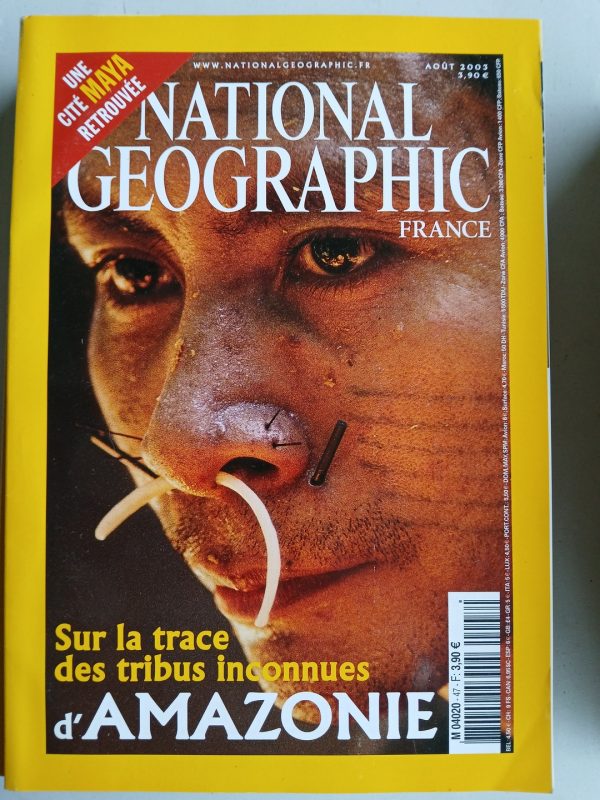 UNE
CITÉ MAYA
RETROUVÉE
WWW.NATIONALGEOGRAPHIC.FR
AOÛT 2003
3,90 €
NATIONAL
GEOGRAPHIC
FRANCE
Sur la trace
des tribus inconnues
d'AMAZONIE
M 04020 - 47 - F: 3,90 €